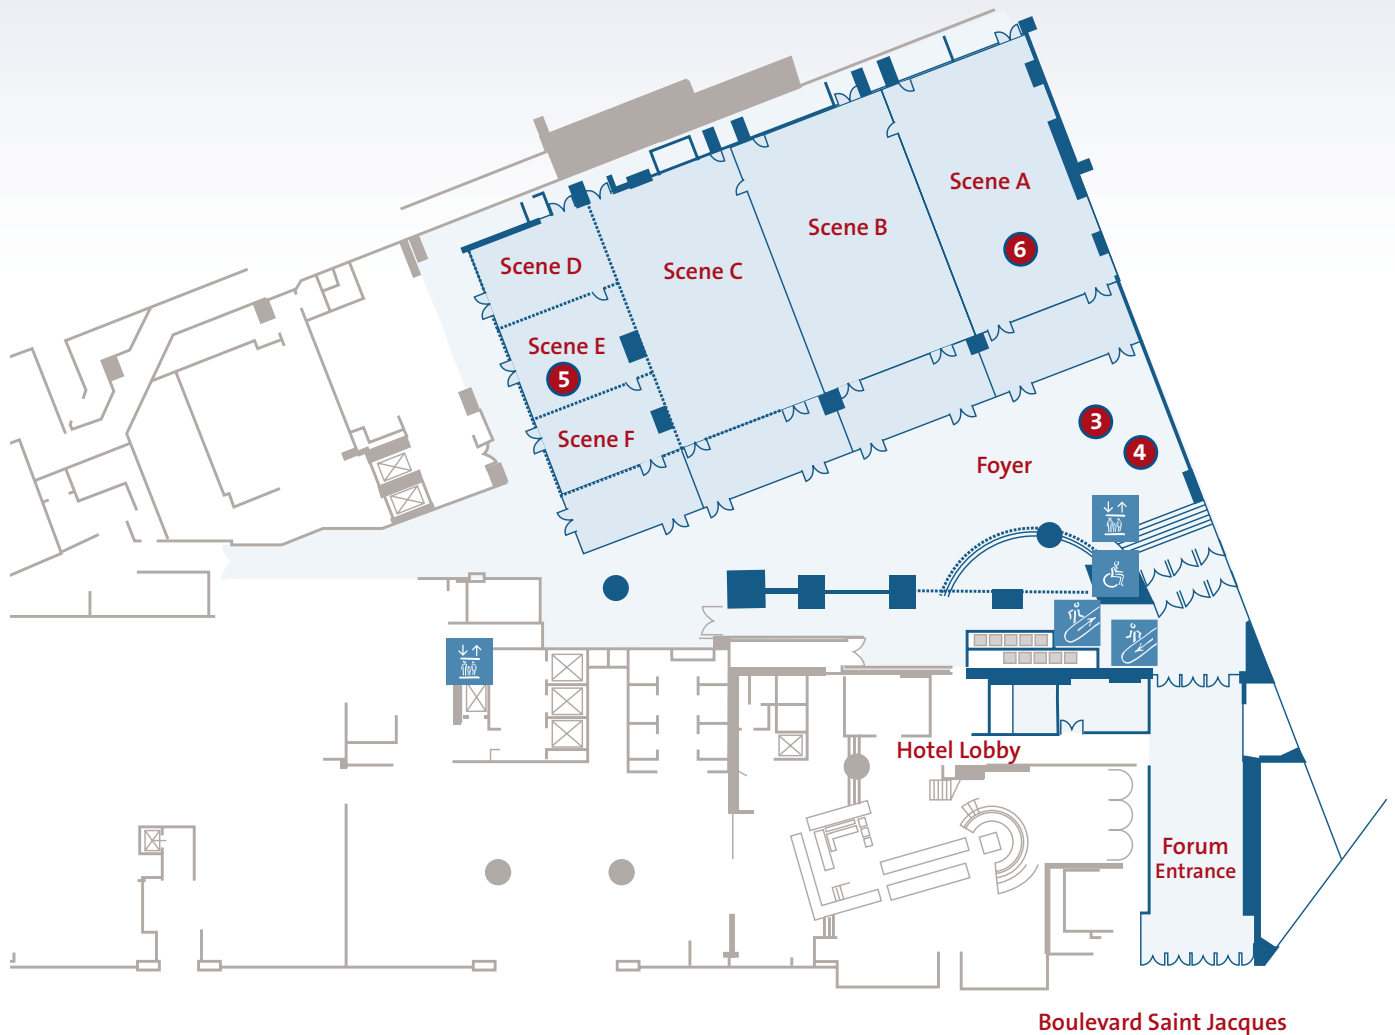 Scene A
6
Scene B
Scene C
Scene D
Scene E
5
Scene F
3
4
Foyer
Hotel Lobby
Forum
Entrance
Boulevard Saint Jacques